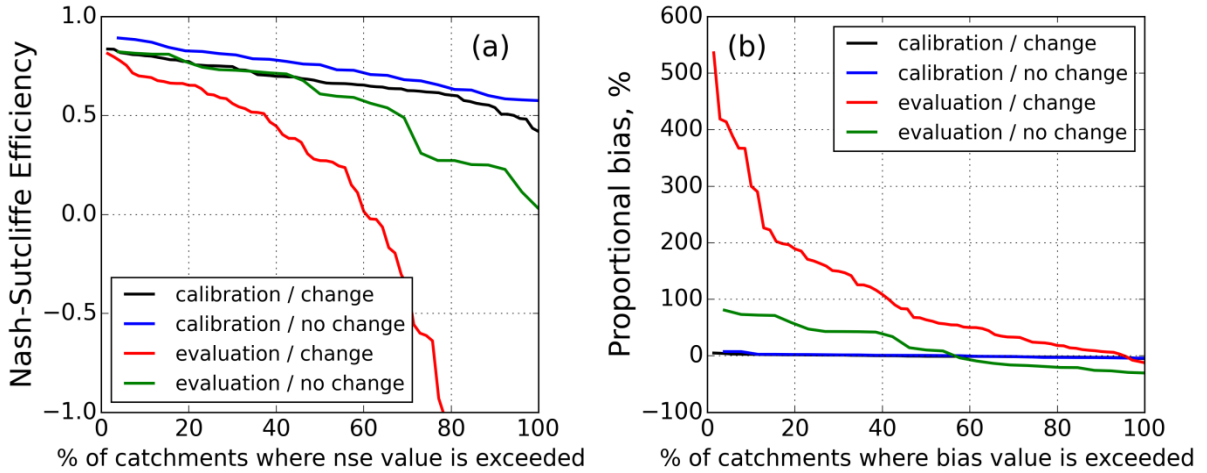 (a)
Nash-Sutcliffe Efficiency
1.0
0.5
0.0
−0.5
−1.0
calibration / change
calibration / no change
evaluation / change
evaluation / no change
0 20 40 60 80 100
% of catchments where nse value is exceeded
(b)
Proportional bias, %
600
500
400
300
200
100
0
−100
calibration / change
calibration / no change
evaluation / change
evaluation / no change
0 20 40 60 80 100
% of catchments where bias value is exceeded